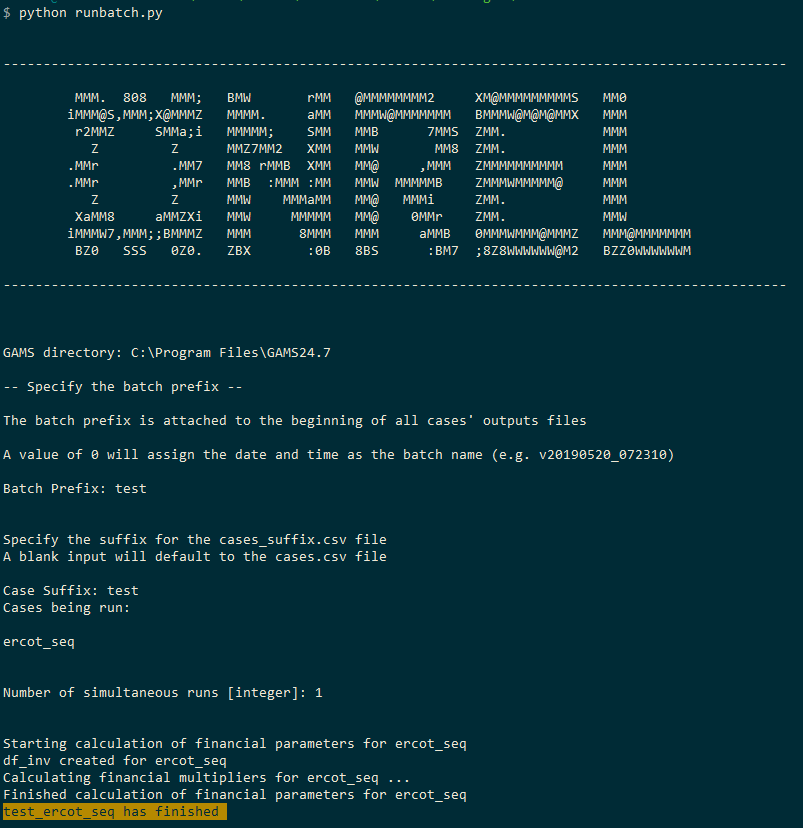 $ python runbatch.py
--------------------------------------------------------------------------------------------------
MMM.  808   MMM;   BMW       rMM   @MMMMMMMM2     XM@MMMMMMMMMS   MM0
iMMM@S,MMM;X@MMMZ   MMMM.     aMM   MMMW@MMMMMMM   BMMMW@M@M@MMX   MMM
r2MMZ     SMMa;i   MMMMM;    SMM   MMB      7MMS  ZMM.            MMM
Z         Z      MMZ7MM2   XMM   MMW       MM8  ZMM.            MMM
.MMr         .MM7   MM8 rMMB  XMM   MM@     ,MMM   ZMMMMMMMMMM     MMM
.MMr         ,MMr   MMB  :MMM :MM   MMW  MMMMMB    ZMMMWMMMMM@     MMM
Z         Z      MMW    MMMaMM   MM@   MMMi     ZMM.            MMM
XaMM8     aMMZXi   MMW     MMMMM   MM@    0MMr    ZMM.            MMW
iMMMW7,MMM;;BMMMZ   MMM      8MMM   MMM     aMMB   0MMMWMMM@MMMZ   MMM@MMMMMMM
BZ0   SSS   0Z0.   ZBX       :0B   8BS      :BM7  ;8Z8WWWWWW@M2   BZZ0WWWWWWM
--------------------------------------------------------------------------------------------------
GAMS directory: C:\Program Files\GAMS24.7
-- Specify the batch prefix --
The batch prefix is attached to the beginning of all cases' outputs files
A value of 0 will assign the date and time as the batch name (e.g. v20190520_072310)
Batch Prefix: test
Specify the suffix for the cases_suffix.csv file
A blank input will default to the cases.csv file
Case Suffix: test
Cases being run:
ercot_seq
Number of simultaneous runs [integer]: 1
Starting calculation of financial parameters for ercot_seq
df_inv created for ercot_seq
Calculating financial multipliers for ercot_seq ...
Finished calculation of financial parameters for ercot_seq
test_ercot_seq has finished